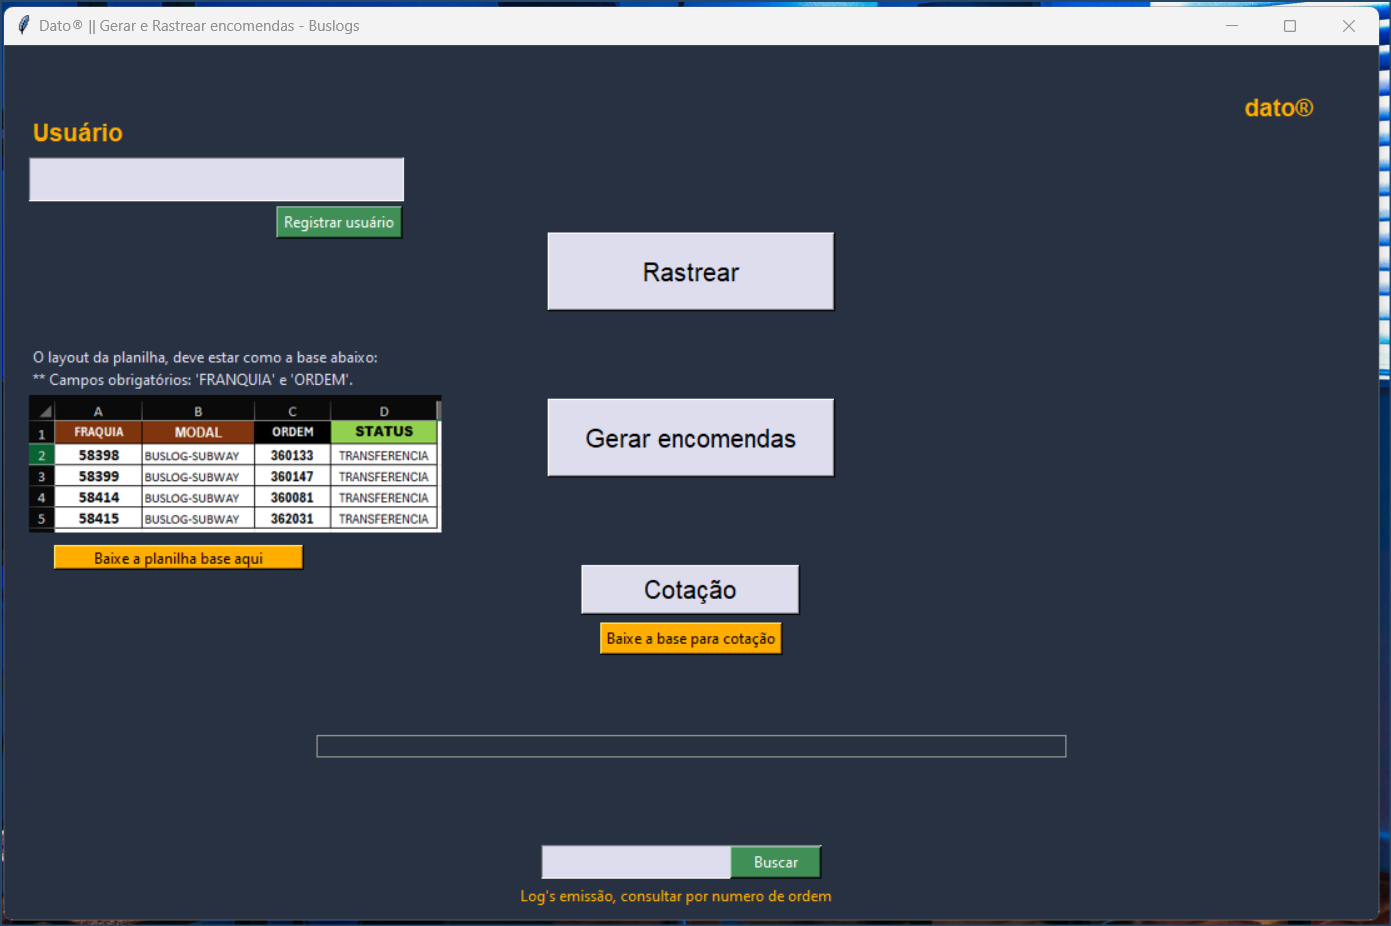 Dato® || Gerar e Rastrear encomendas - Buslogs
dato®
Usuário
Registrar usuário
Rastrear
O layout da planilha, deve estar como a base abaixo:
** Campos obrigatórios: 'FRANQUIA' e 'ORDEM'.
A B C D
1 FRAQUIA MODAL ORDEM STATUS
2 58398 BUSLOG-SUBWAY 360133 TRANSFERENCIA
3 58399 BUSLOG-SUBWAY 360147 TRANSFERENCIA
4 58414 BUSLOG-SUBWAY 360081 TRANSFERENCIA
5 58415 BUSLOG-SUBWAY 362031 TRANSFERENCIA
Baixe a planilha base aqui
Gerar encomendas
Cotação
Baixe a base para cotação
Buscar
Log's emissão, consultar por numero de ordem